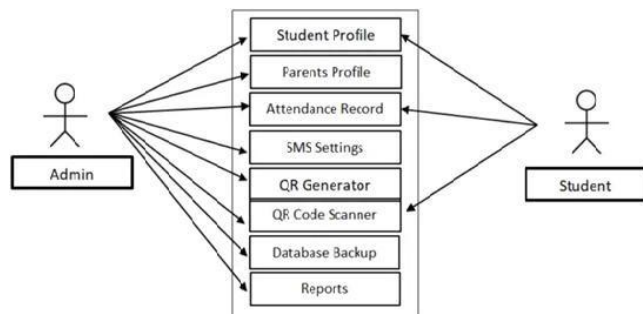 Student Profile
Parents Profile
Attendance Record
SMS Settings
QR Generator
QR Code Scanner
Database Backup
Reports
Admin
Student